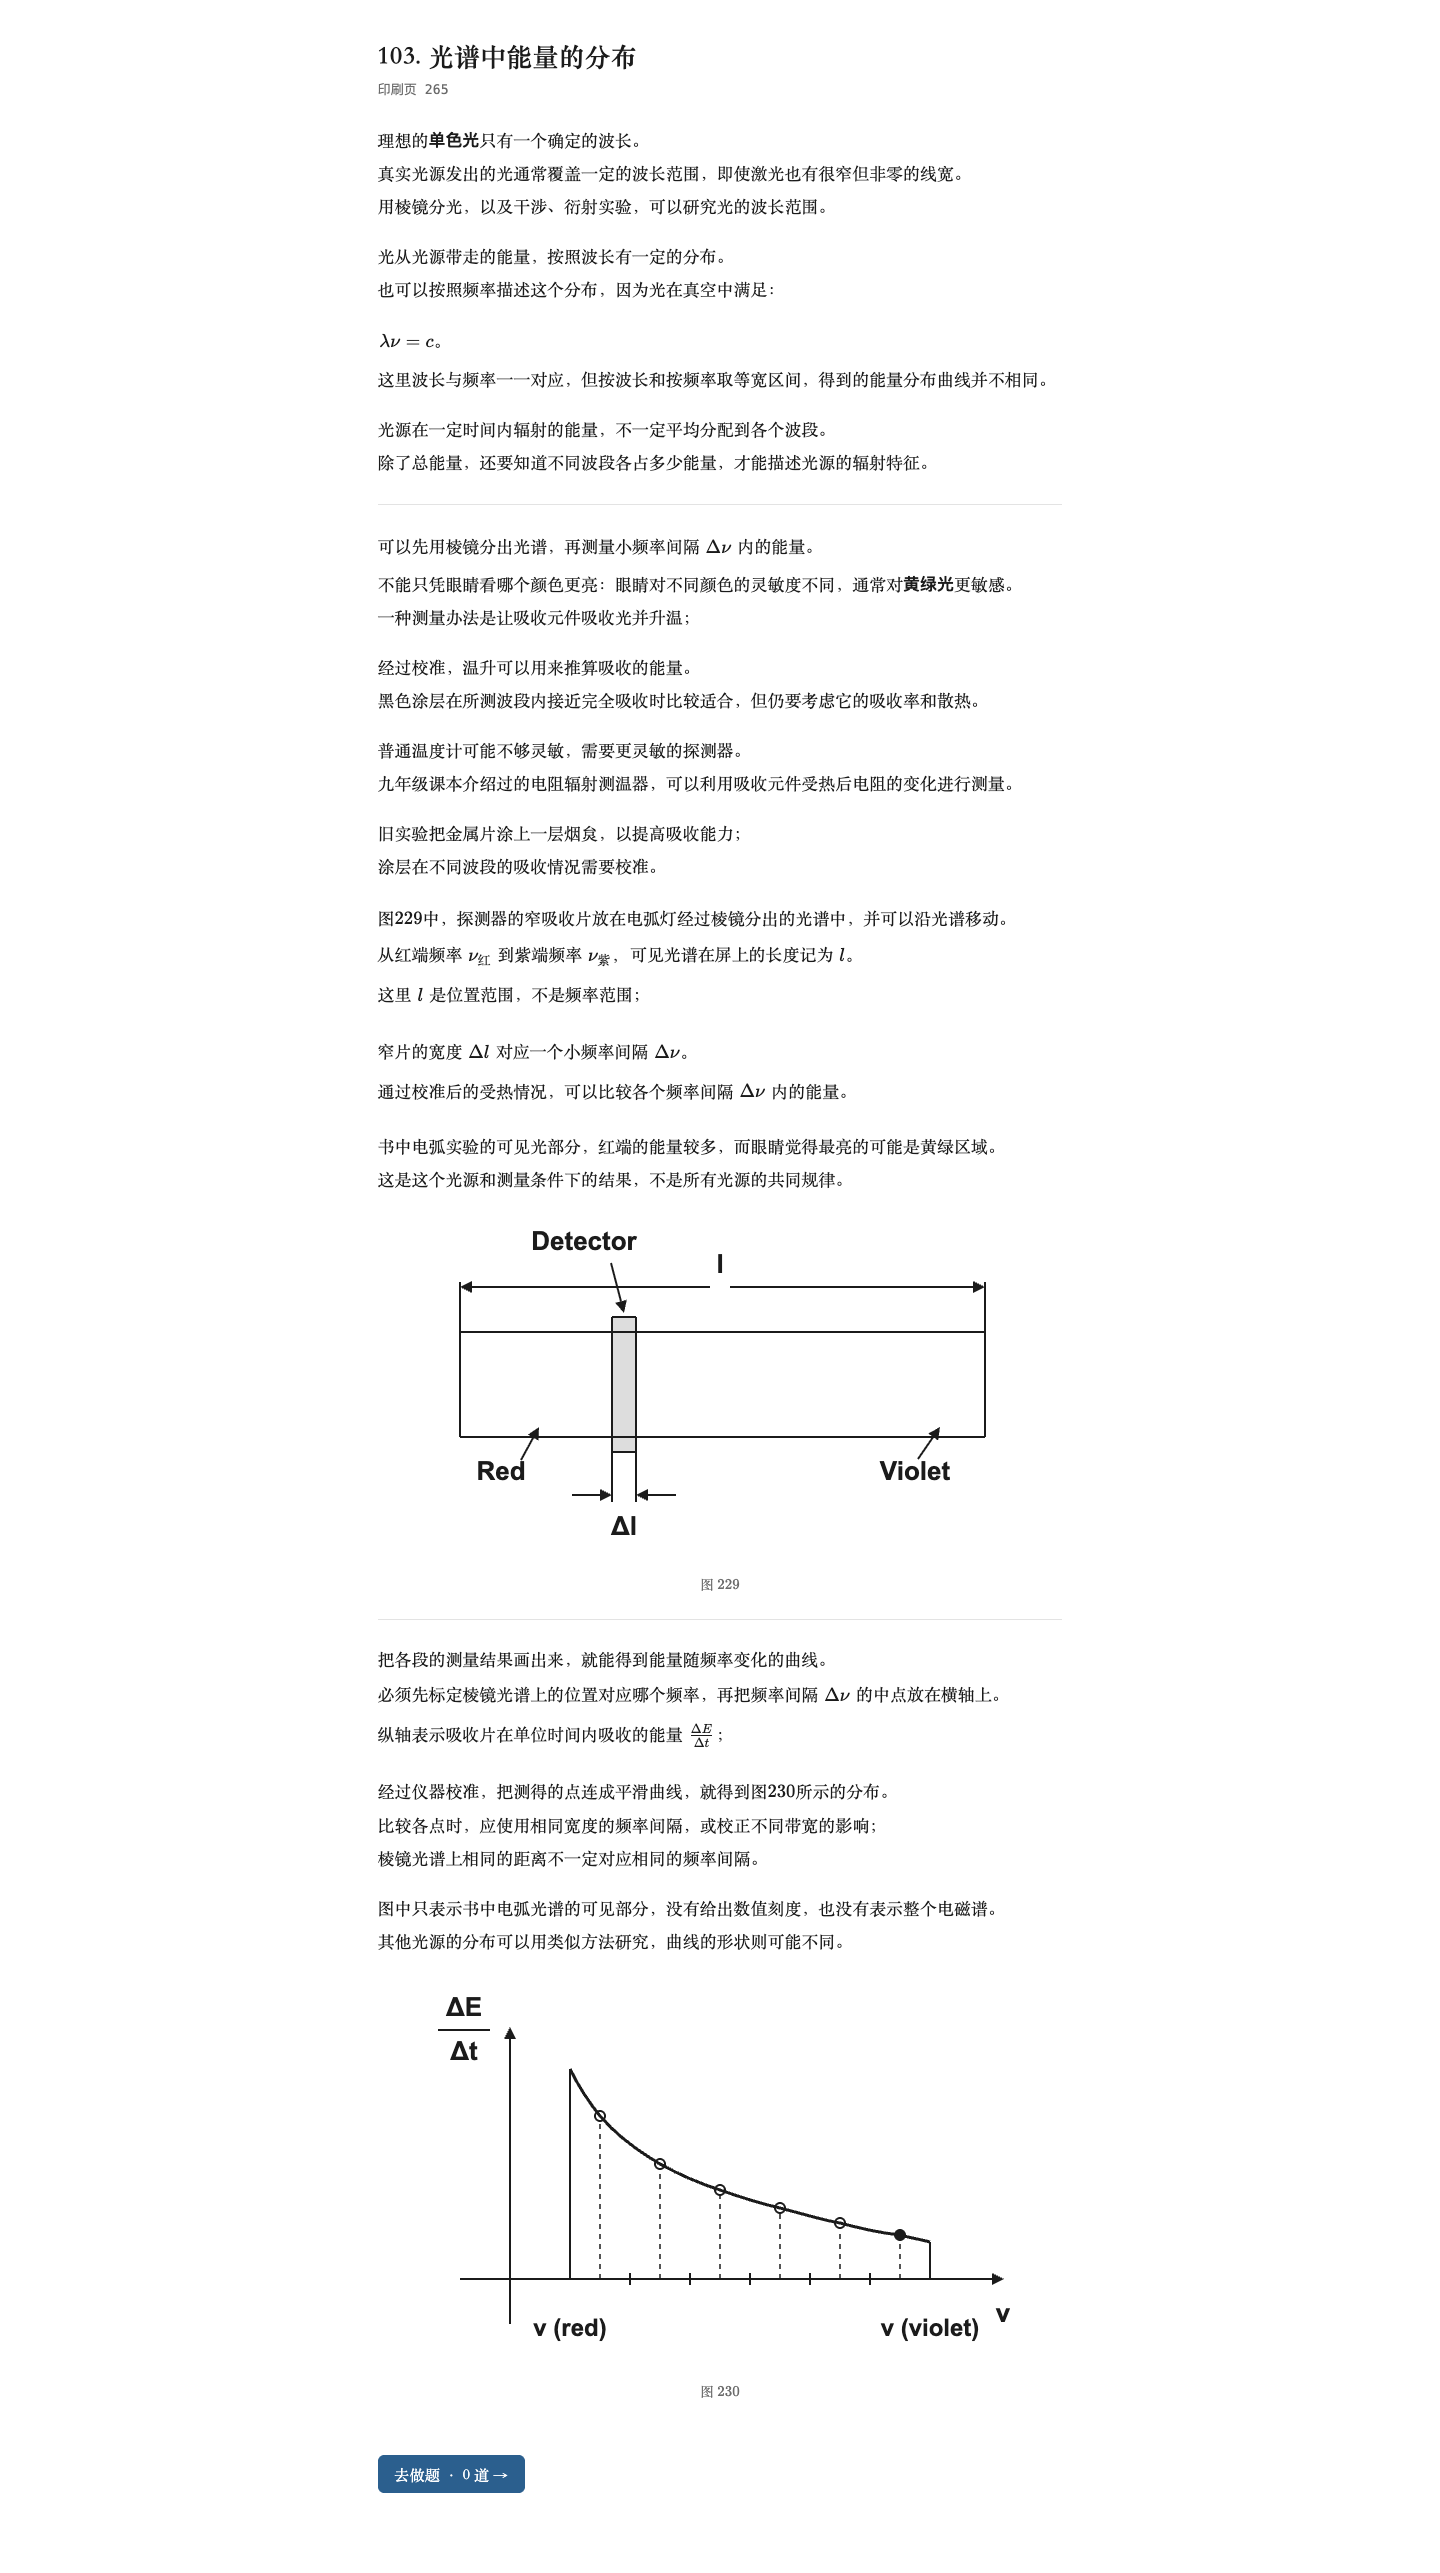 103. 光谱中能量的分布
印刷页 265
理想的单色光只有一个确定的波长。
真实光源发出的光通常覆盖一定的波长范围，即使激光也有很窄但非零的线宽。
用棱镜分光，以及干涉、衍射实验，可以研究光的波长范围。
光从光源带走的能量，按照波长有一定的分布。
也可以按照频率描述这个分布，因为光在真空中满足：
λν = c。
这里波长与频率一一对应，但按波长和按频率取等宽区间，得到的能量分布曲线并不相同。
光源在一定时间内辐射的能量，不一定平均分配到各个波段。
除了总能量，还要知道不同波段各占多少能量，才能描述光源的辐射特征。
可以先用棱镜分出光谱，再测量小频率间隔 Δν 内的能量。
不能只凭眼睛看哪个颜色更亮：眼睛对不同颜色的灵敏度不同，通常对黄绿光更敏感。
一种测量办法是让吸收元件吸收光并升温；
经过校准，温升可以用来推算吸收的能量。
黑色涂层在所测波段内接近完全吸收时比较适合，但仍要考虑它的吸收率和散热。
普通温度计可能不够灵敏，需要更灵敏的探测器。
九年级课本介绍过的电阻辐射测温器，可以利用吸收元件受热后电阻的变化进行测量。
旧实验把金属片涂上一层烟炱，以提高吸收能力；
涂层在不同波段的吸收情况需要校准。
图229中，探测器的窄吸收片放在电弧灯经过棱镜分出的光谱中，并可以沿光谱移动。
从红端频率 ν红 到紫端频率 ν紫，可见光谱在屏上的长度记为 l。
这里 l 是位置范围，不是频率范围；
窄片的宽度 Δl 对应一个小频率间隔 Δν。
通过校准后的受热情况，可以比较各个频率间隔 Δν 内的能量。
书中电弧实验的可见光部分，红端的能量较多，而眼睛觉得最亮的可能是黄绿区域。
这是这个光源和测量条件下的结果，不是所有光源的共同规律。
Detector
l
Red
Violet
Δl
图 229
把各段的测量结果画出来，就能得到能量随频率变化的曲线。
必须先标定棱镜光谱上的位置对应哪个频率，再把频率间隔 Δν 的中点放在横轴上。
纵轴表示吸收片在单位时间内吸收的能量 ΔE/Δt；
经过仪器校准，把测得的点连成平滑曲线，就得到图230所示的分布。
比较各点时，应使用相同宽度的频率间隔，或校正不同带宽的影响；
棱镜光谱上相同的距离不一定对应相同的频率间隔。
图中只表示书中电弧光谱的可见部分，没有给出数值刻度，也没有表示整个电磁谱。
其他光源的分布可以用类似方法研究，曲线的形状则可能不同。
ΔE
Δt
v (red)
v (violet)
v
图 230
去做题 · 0 道 →